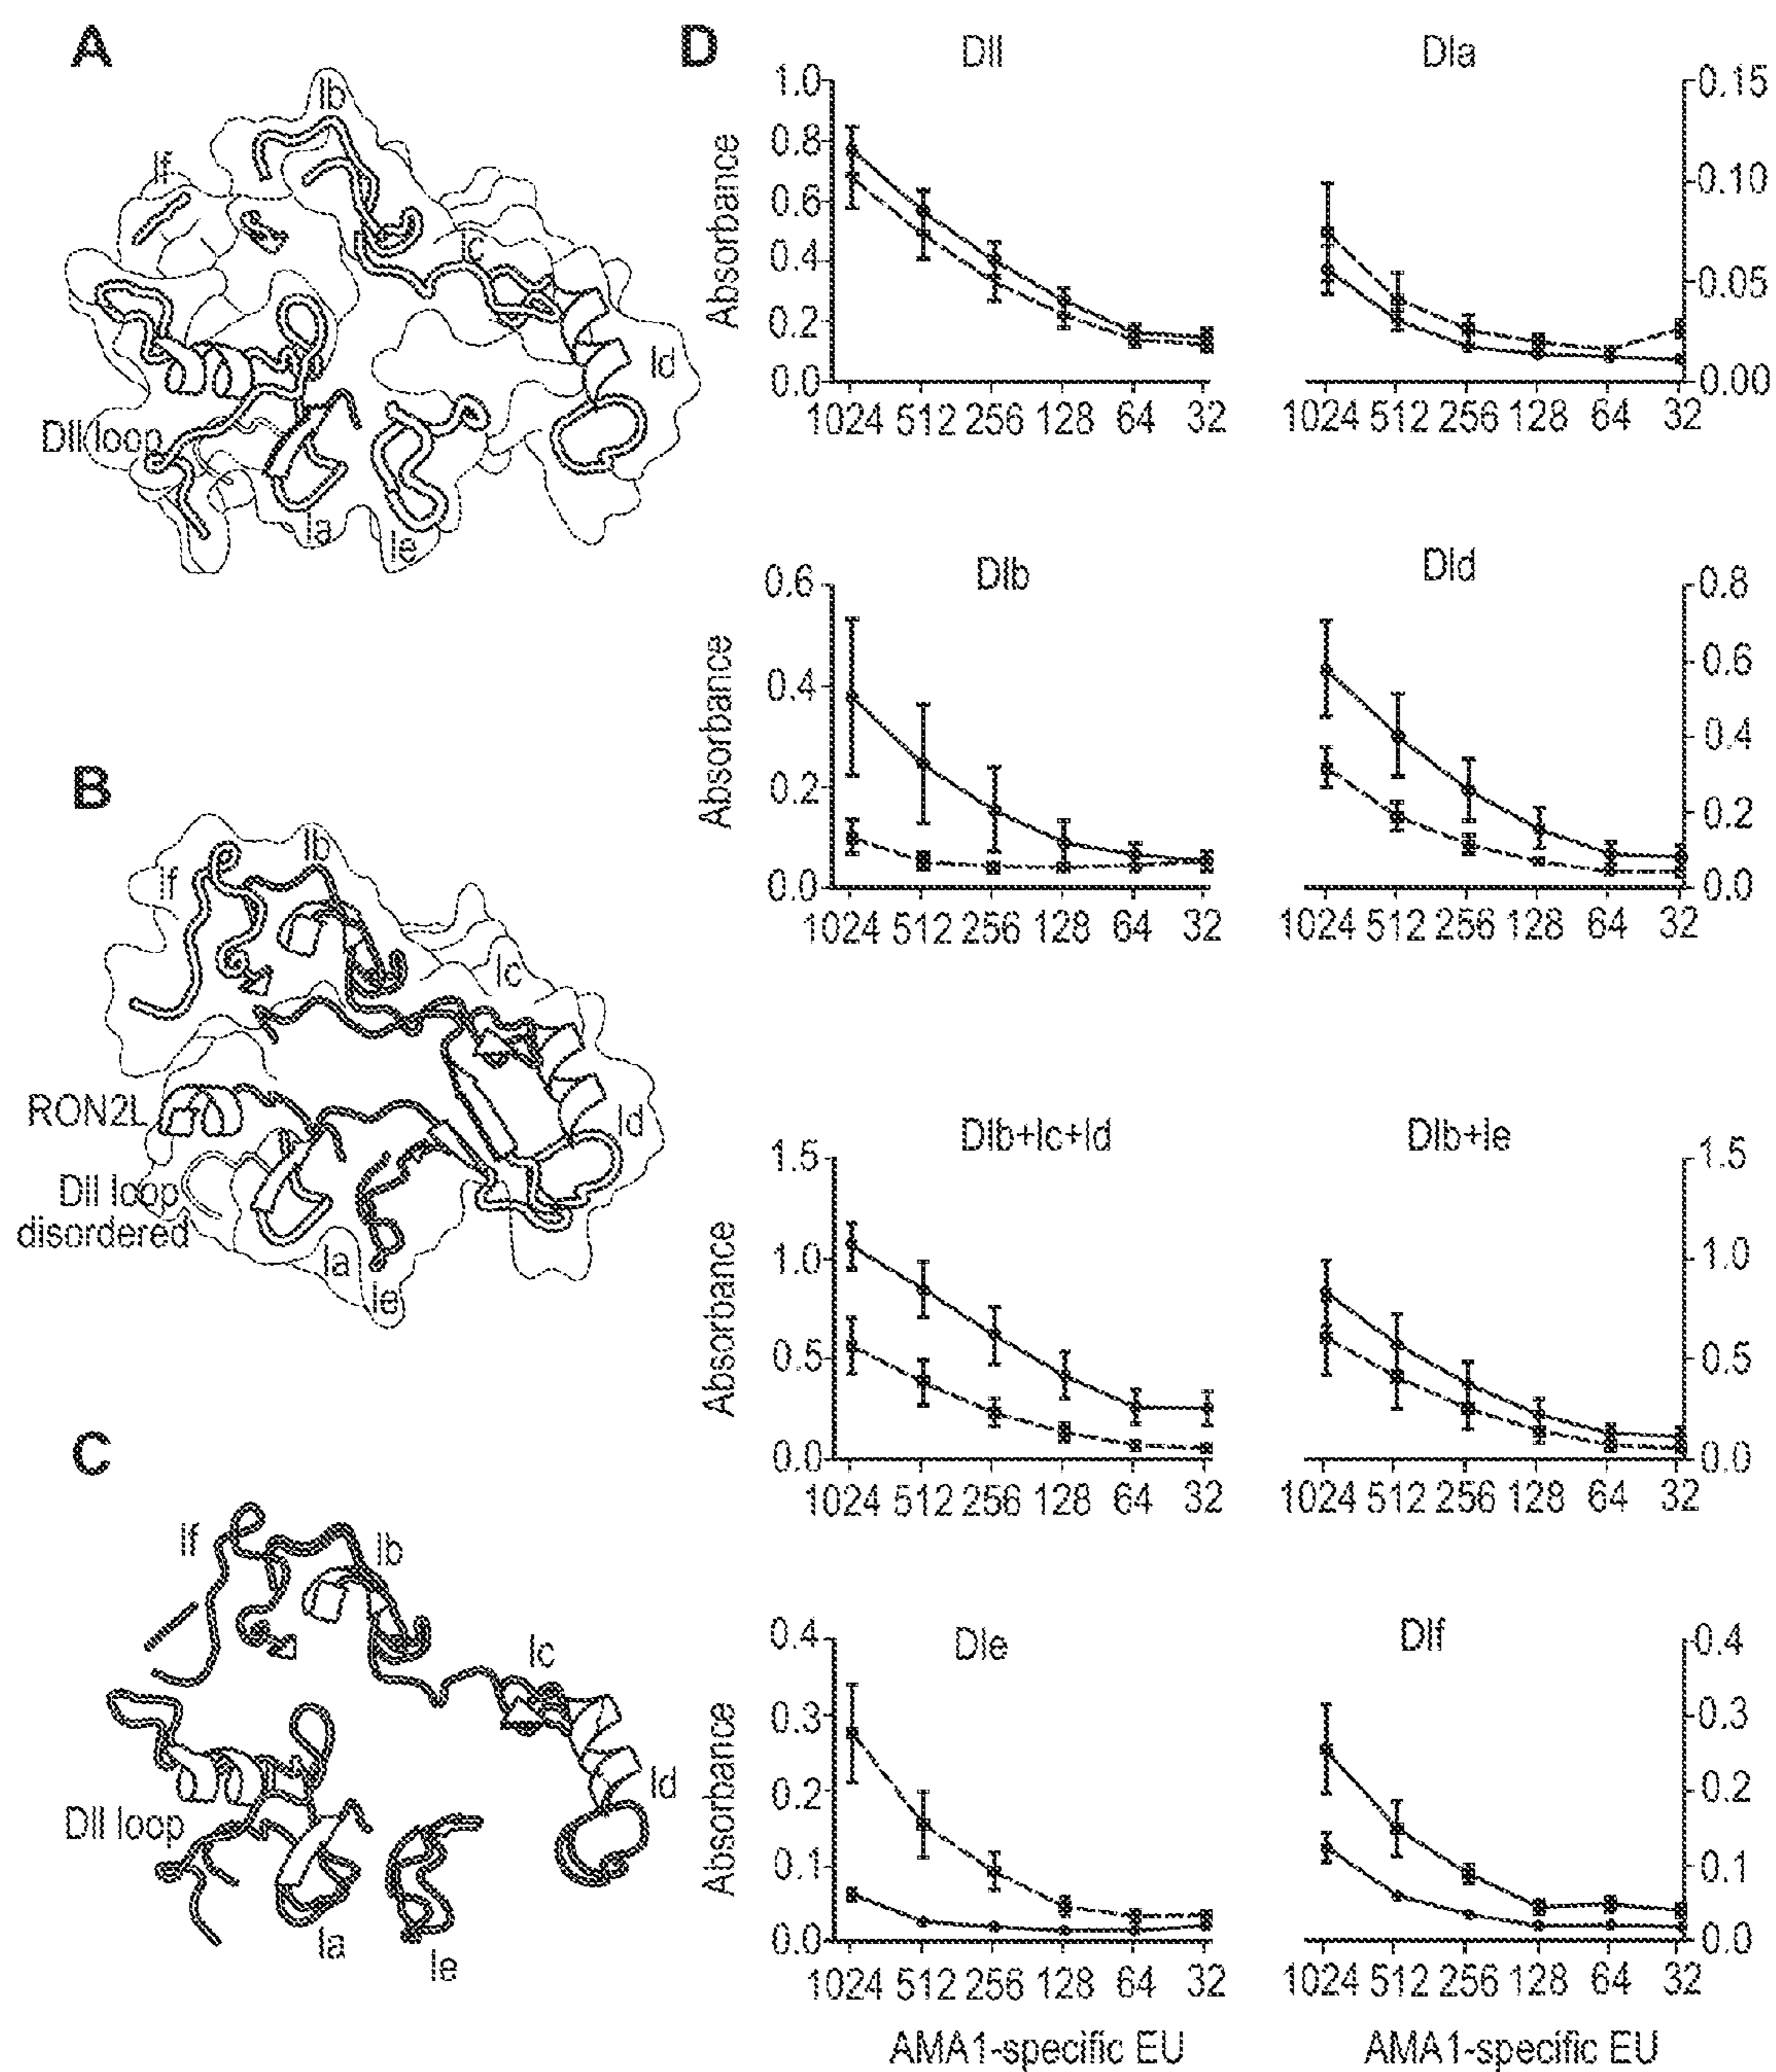 A
Ib
If
Ic
Id
DII loop
Ia
Ie
B
If
Ib
Ic
RON2L
Id
DII loop
disordered
Ia
Ie
C
If
Ib
Ic
Id
DII loop
Ia
Ie
D
DII
Absorbance
1.0
0.8
0.6
0.4
0.2
0.0
1024 512 256 128 64 32
DIa
0.15
0.10
0.05
0.00
1024 512 256 128 64 32
DIb
Absorbance
0.6
0.4
0.2
0.0
1024 512 256 128 64 32
DId
0.8
0.6
0.4
0.2
0.0
1024 512 256 128 64 32
DIb+Ic+Id
Absorbance
1.5
1.0
0.5
0.0
1024 512 256 128 64 32
DIb+Ie
1.5
1.0
0.5
0.0
1024 512 256 128 64 32
DIe
Absorbance
0.4
0.3
0.2
0.1
0.0
1024 512 256 128 64 32
AMA1-specific EU
DIf
0.4
0.3
0.2
0.1
0.0
1024 512 256 128 64 32
AMA1-specific EU